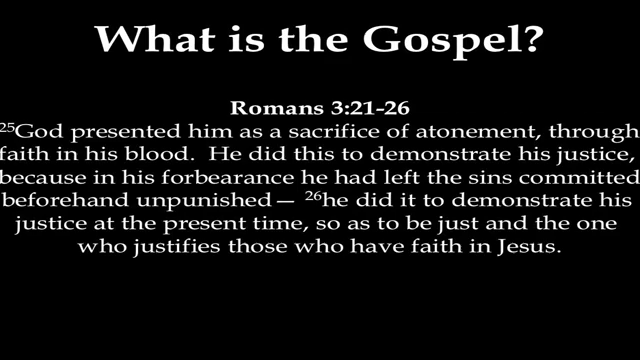 What is the Gospel?
Romans 3:21-26
²⁵God presented him as a sacrifice of atonement, through
faith in his blood.  He did this to demonstrate his justice,
because in his forbearance he had left the sins committed
beforehand unpunished— ²⁶he did it to demonstrate his
justice at the present time, so as to be just and the one
who justifies those who have faith in Jesus.